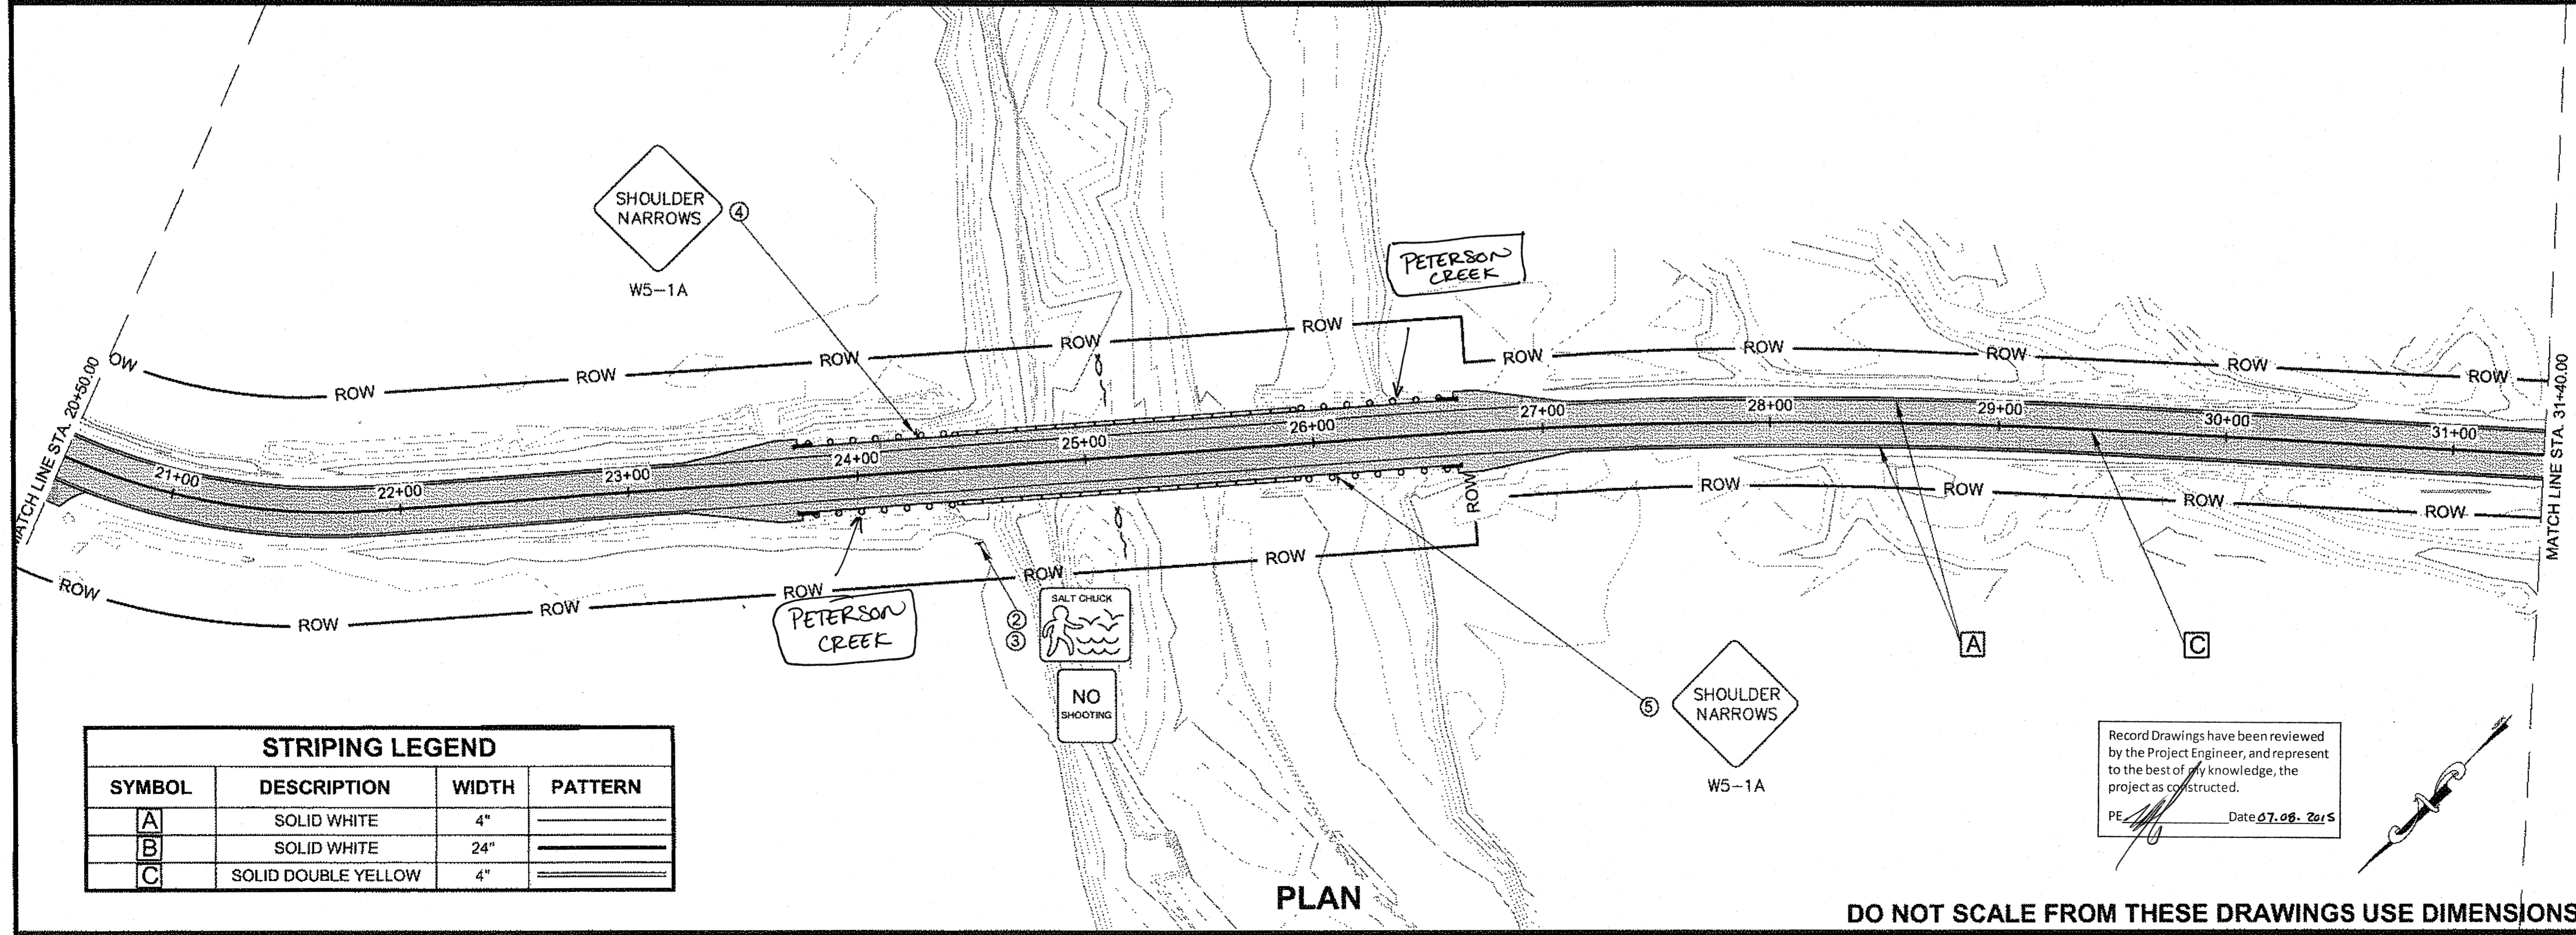 SHOULDER
NARROWS
④
W5-1A
PETERSON
CREEK
MATCH LINE STA. 20+50.00
OW ROW ROW ROW ROW ROW ROW ROW ROW ROW ROW
21+00 22+00 23+00 24+00 25+00 26+00 27+00 28+00 29+00 30+00 31+00
MATCH LINE STA. 31+40.00
ROW ROW ROW ROW ROW ROW ROW ROW ROW ROW ROW
PETERSON
CREEK
②
③
SALT CHUCK
NO
SHOOTING
⑤
SHOULDER
NARROWS
W5-1A
A
C
STRIPING LEGEND
SYMBOL DESCRIPTION WIDTH PATTERN
A SOLID WHITE 4"
B SOLID WHITE 24"
C SOLID DOUBLE YELLOW 4"
Record Drawings have been reviewed
by the Project Engineer, and represent
to the best of my knowledge, the
project as constructed.
PE Date 07.08.2015
PLAN
DO NOT SCALE FROM THESE DRAWINGS USE DIMENSIONS